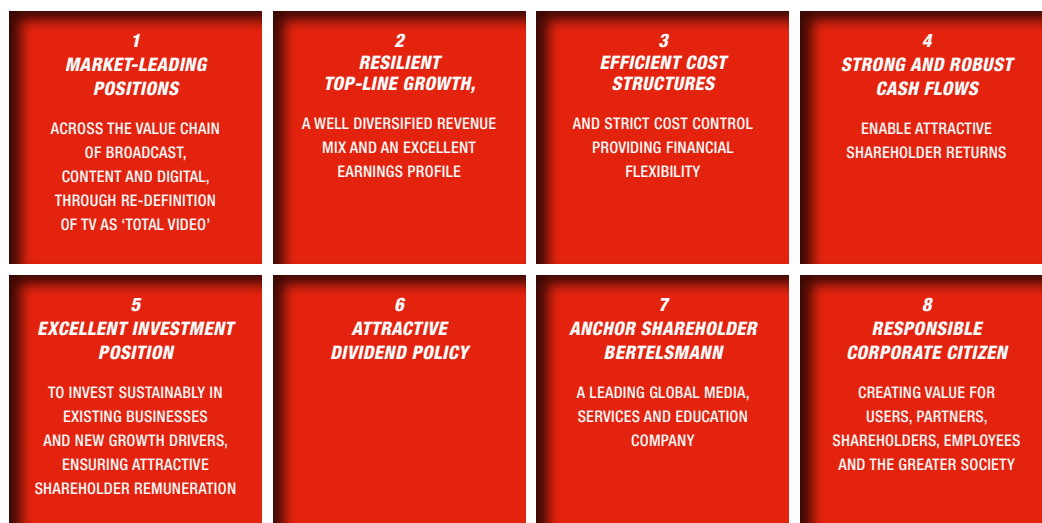 1
MARKET-LEADING
POSITIONS
ACROSS THE VALUE CHAIN
OF BROADCAST,
CONTENT AND DIGITAL,
THROUGH RE-DEFINITION
OF TV AS ‘TOTAL VIDEO’
2
RESILIENT
TOP-LINE GROWTH,
A WELL DIVERSIFIED REVENUE
MIX AND AN EXCELLENT
EARNINGS PROFILE
3
EFFICIENT COST
STRUCTURES
AND STRICT COST CONTROL
PROVIDING FINANCIAL
FLEXIBILITY
4
STRONG AND ROBUST
CASH FLOWS
ENABLE ATTRACTIVE
SHAREHOLDER RETURNS
5
EXCELLENT INVESTMENT
POSITION
TO INVEST SUSTAINABLY IN
EXISTING BUSINESSES
AND NEW GROWTH DRIVERS,
ENSURING ATTRACTIVE
SHAREHOLDER REMUNERATION
6
ATTRACTIVE
DIVIDEND POLICY
7
ANCHOR SHAREHOLDER
BERTELSMANN
A LEADING GLOBAL MEDIA,
SERVICES AND EDUCATION
COMPANY
8
RESPONSIBLE
CORPORATE CITIZEN
CREATING VALUE FOR
USERS, PARTNERS,
SHAREHOLDERS, EMPLOYEES
AND THE GREATER SOCIETY